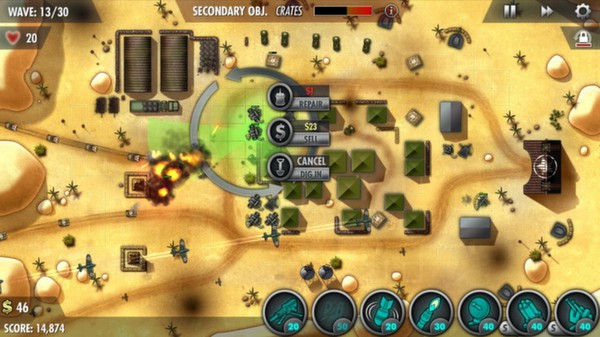 WAVE: 13/30
SECONDARY OBJ. CRATES
20
$1
REPAIR
$23
SELL
CANCEL
DIG IN
$ 46
SCORE: 14,874
20 50 20 30 40 $ 40 $ 40